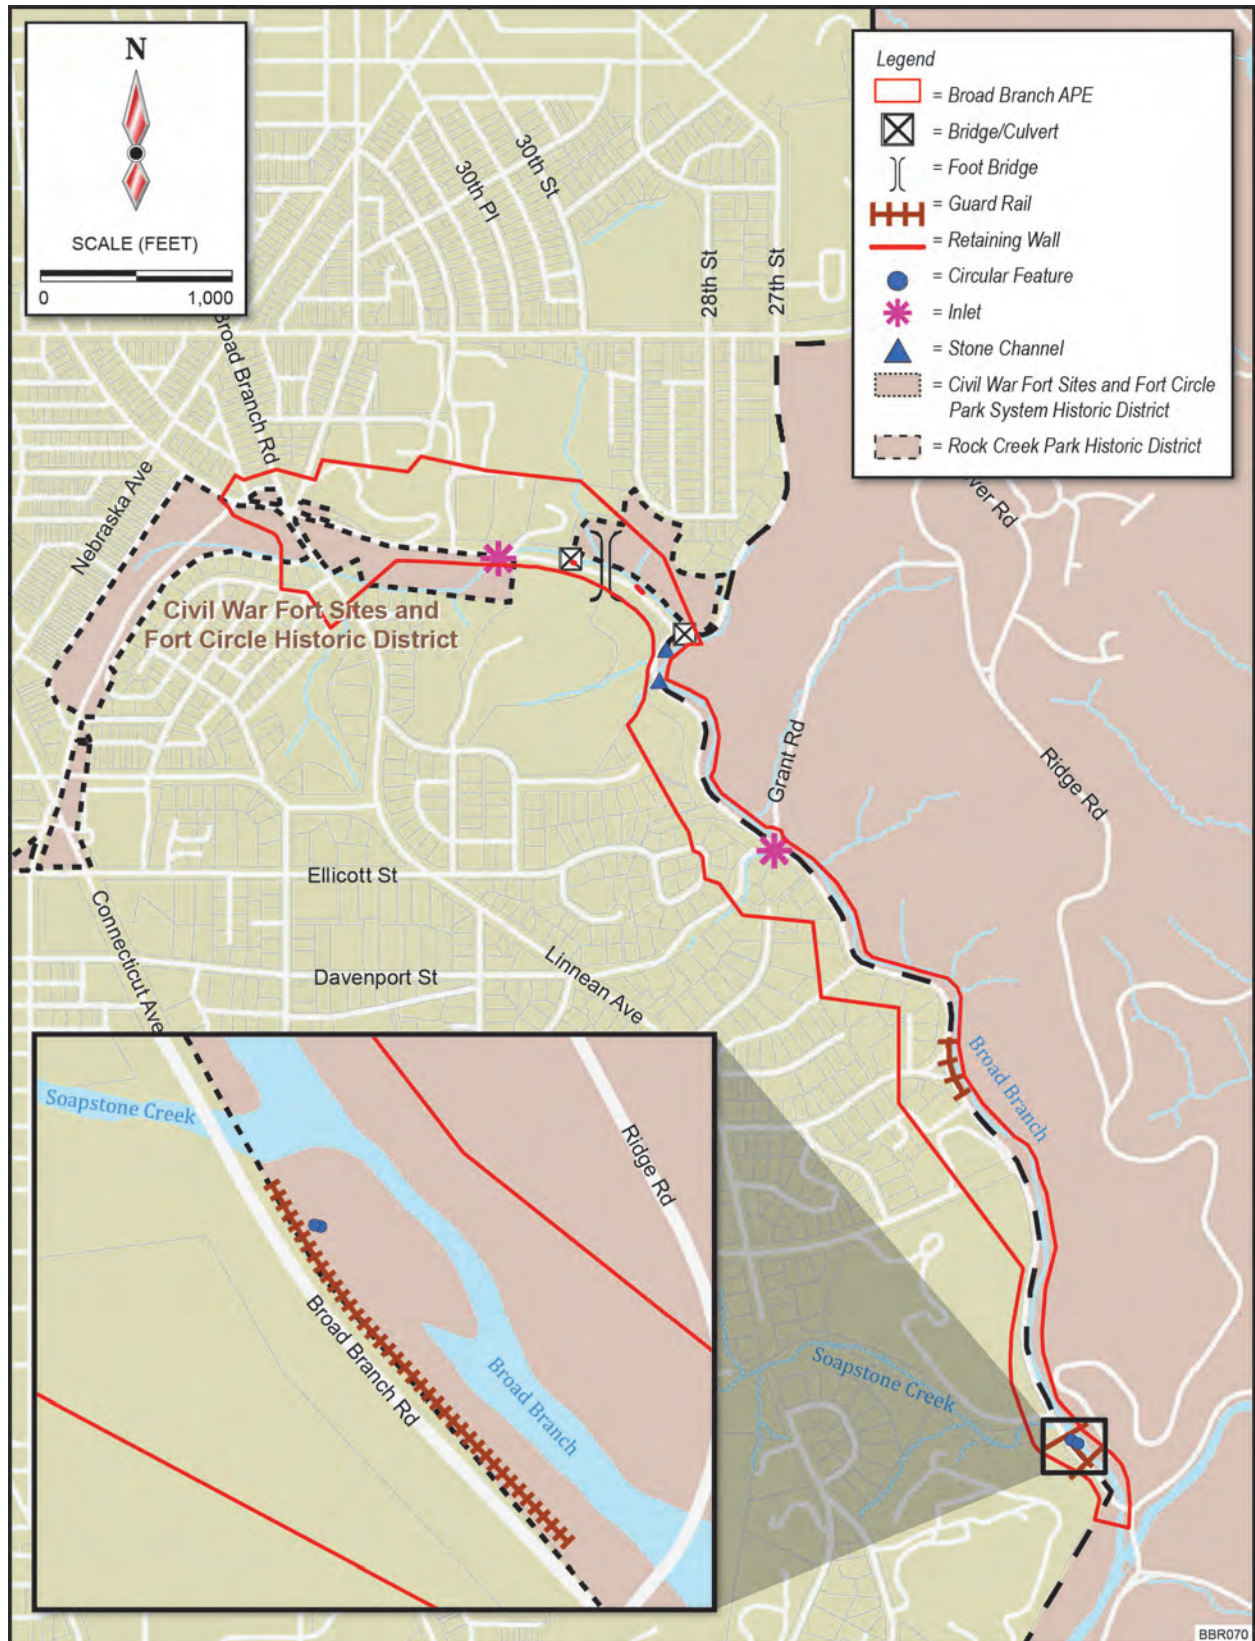 N
SCALE (FEET)
0 1,000
Legend
= Broad Branch APE
= Bridge/Culvert
= Foot Bridge
= Guard Rail
= Retaining Wall
= Circular Feature
= Inlet
= Stone Channel
= Civil War Fort Sites and Fort Circle
Park System Historic District
= Rock Creek Park Historic District
30th St
30th Pl
28th St
27th St
Broad Branch Rd
Nebraska Ave
Civil War Fort Sites and
Fort Circle Historic District
Grant Rd
Ridge Rd
Ellicott St
Connecticut Ave
Davenport St
Linnean Ave
Broad Branch
Soapstone Creek
Soapstone Creek
Ridge Rd
Broad Branch Rd
Broad Branch
BBR070